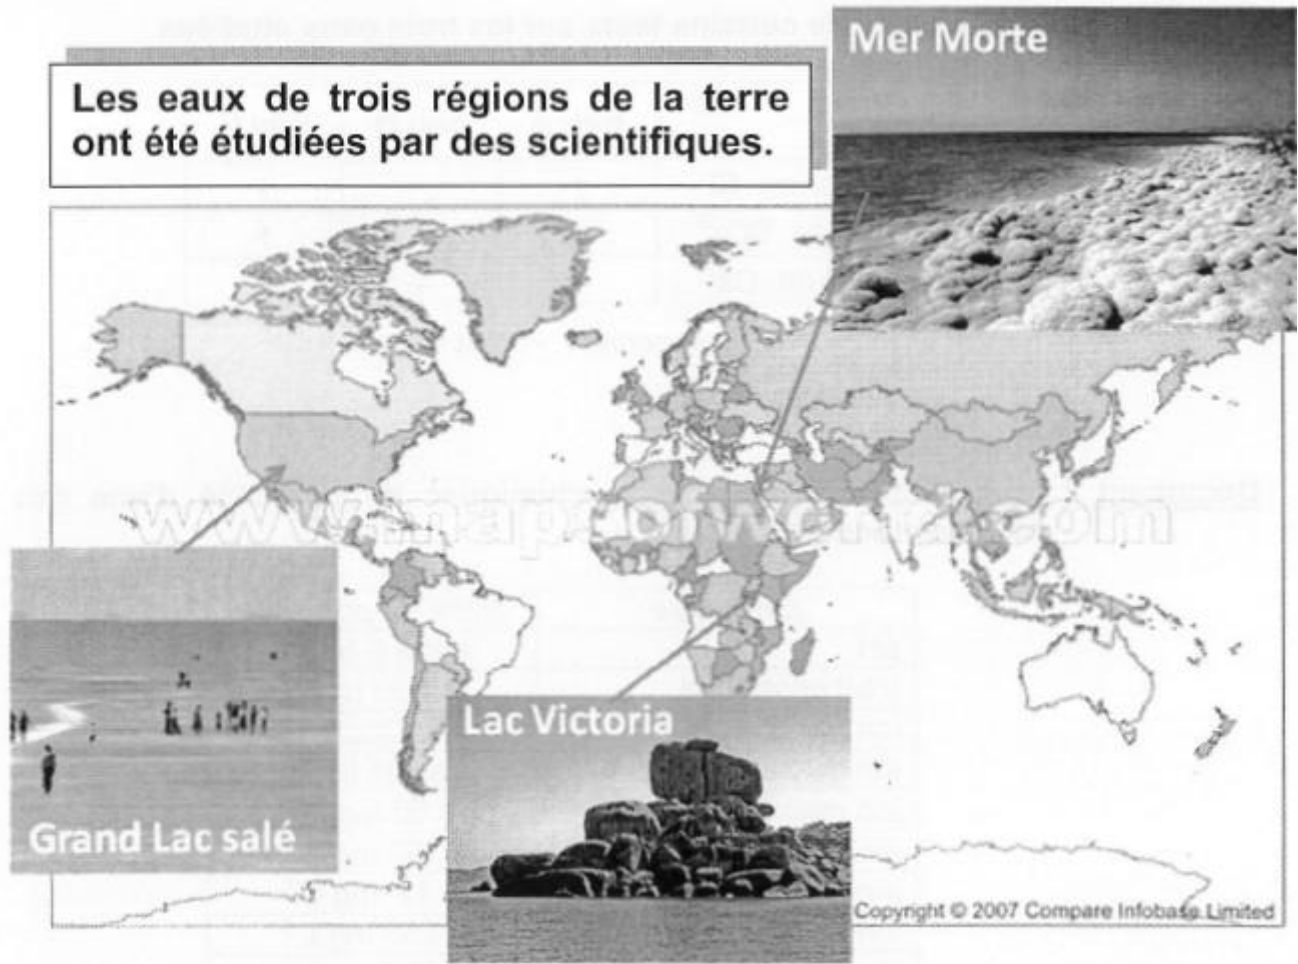 Mer Morte
Les eaux de trois régions de la terre
ont été étudiées par des scientifiques.
Lac Victoria
Grand Lac salé
Copyright © 2007 Compare Infobase Limited